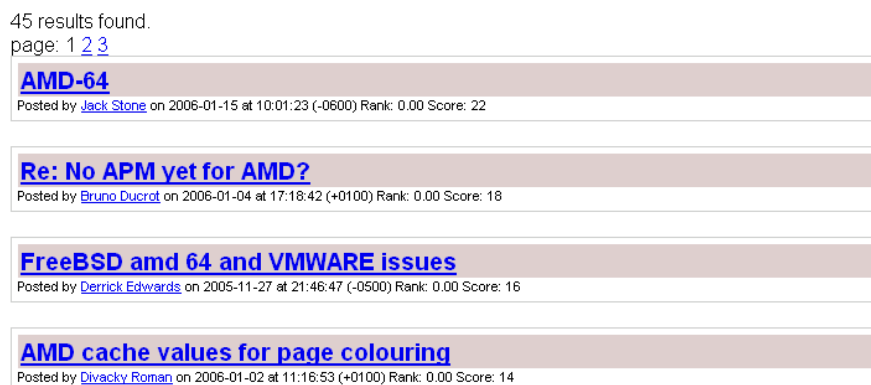 45 results found.
page: 1 2 3
AMD-64
Posted by Jack Stone on 2006-01-15 at 10:01:23 (-0600) Rank: 0.00 Score: 22
Re: No APM yet for AMD?
Posted by Bruno Ducrot on 2006-01-04 at 17:18:42 (+0100) Rank: 0.00 Score: 18
FreeBSD amd 64 and VMWARE issues
Posted by Derrick Edwards on 2005-11-27 at 21:46:47 (-0500) Rank: 0.00 Score: 16
AMD cache values for page colouring
Posted by Divacky Roman on 2006-01-02 at 11:16:53 (+0100) Rank: 0.00 Score: 14